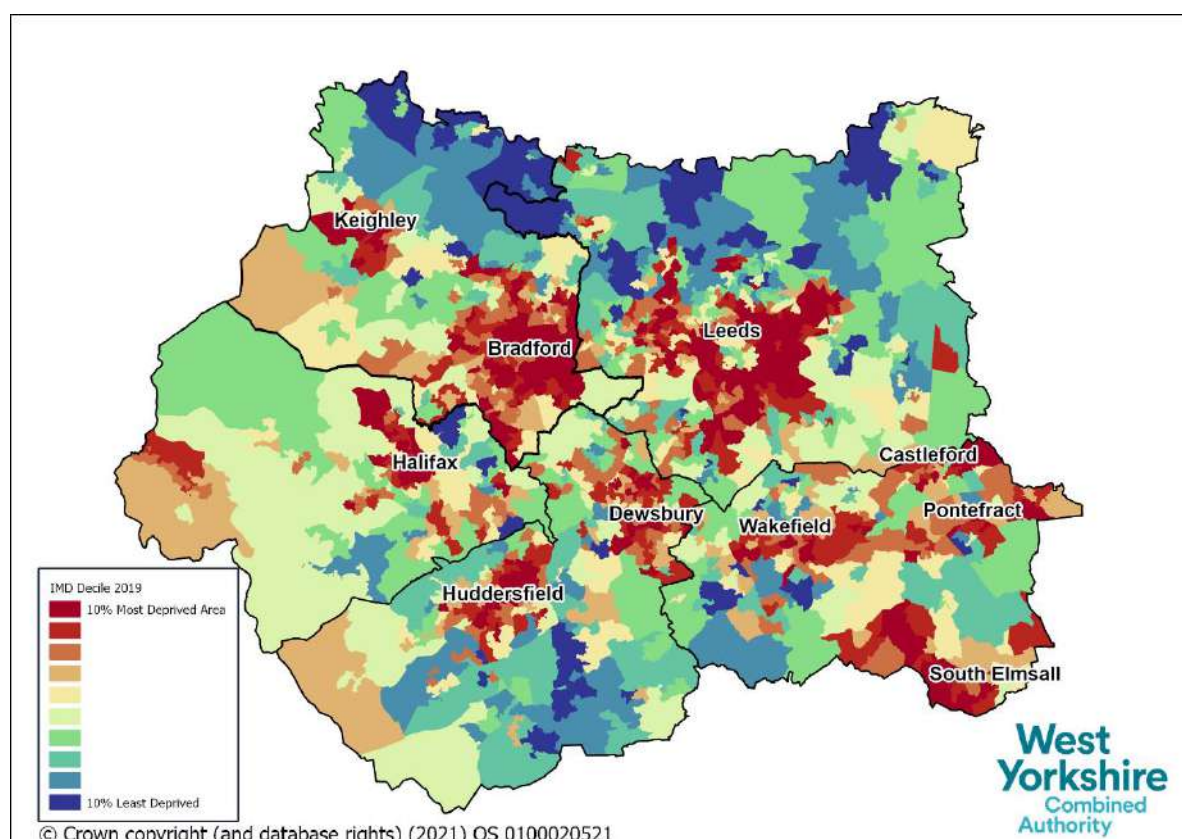 Keighley
Leeds
Bradford
Halifax
Castleford
Dewsbury
Wakefield
Pontefract
Huddersfield
South Elmsall
IMD Decile 2019
10% Most Deprived Area
10% Least Deprived
West
Yorkshire
Combined
Authority
© Crown copyright (and database rights) (2021) OS 0100020521